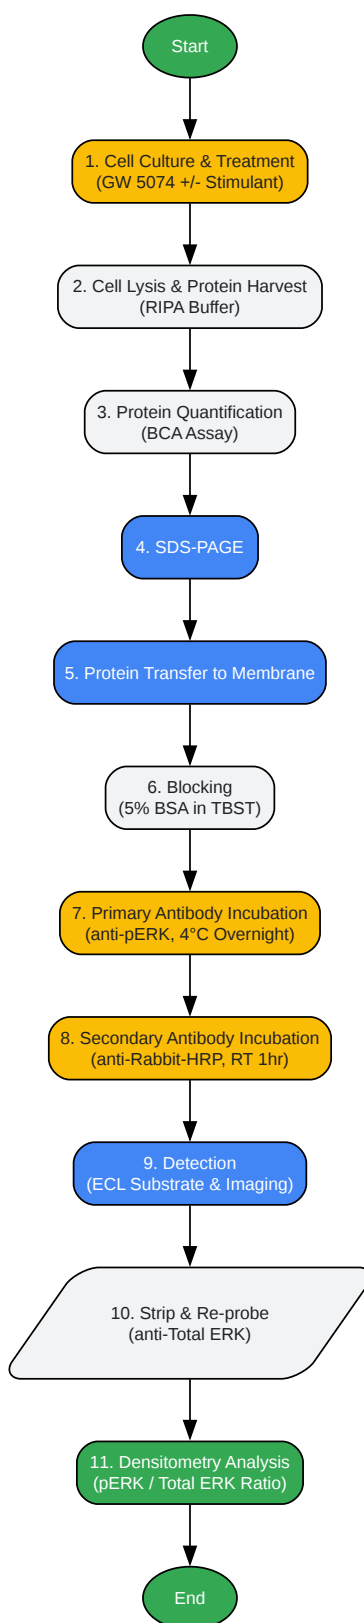 Start
1. Cell Culture & Treatment
(GW 5074 +/- Stimulant)
2. Cell Lysis & Protein Harvest
(RIPA Buffer)
3. Protein Quantification
(BCA Assay)
4. SDS-PAGE
5. Protein Transfer to Membrane
6. Blocking
(5% BSA in TBST)
7. Primary Antibody Incubation
(anti-pERK, 4°C Overnight)
8. Secondary Antibody Incubation
(anti-Rabbit-HRP, RT 1hr)
9. Detection
(ECL Substrate & Imaging)
10. Strip & Re-probe
(anti-Total ERK)
11. Densitometry Analysis
(pERK / Total ERK Ratio)
End